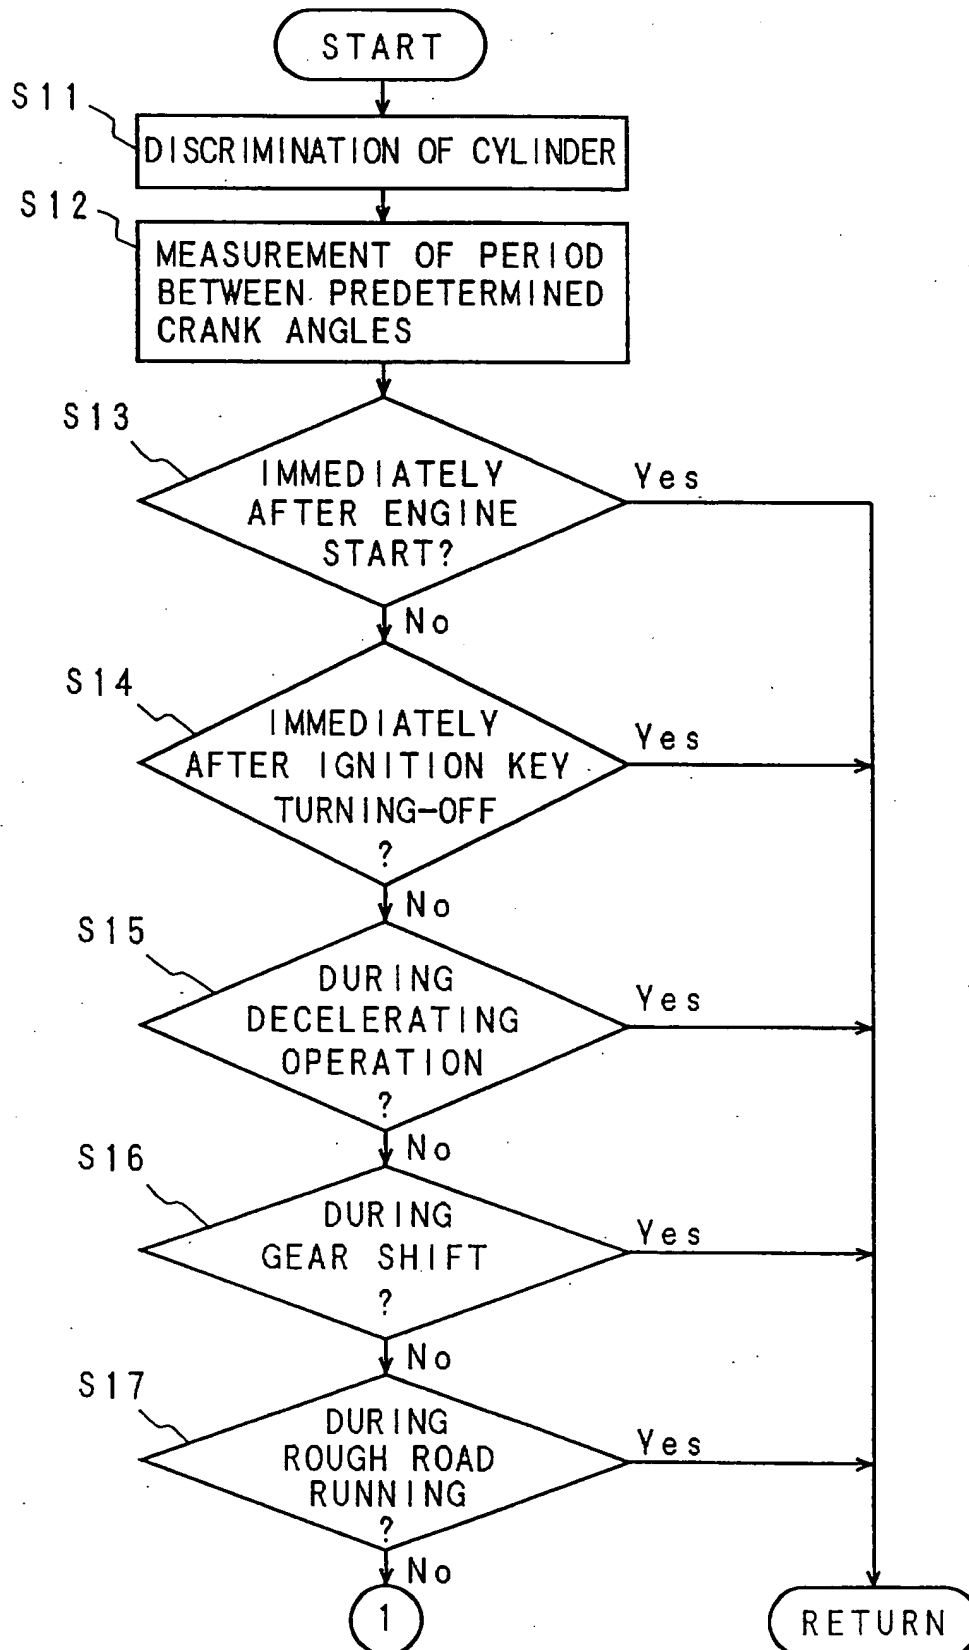 START
S11
DISCRIMINATION OF CYLINDER
S12
MEASUREMENT OF PERIOD
BETWEEN PREDETERMINED
CRANK ANGLES
S13
IMMEDIATELY
AFTER ENGINE
START?
Yes
No
S14
IMMEDIATELY
AFTER IGNITION KEY
TURNING-OFF
?
Yes
No
S15
DURING
DECELERATING
OPERATION
?
Yes
No
S16
DURING
GEAR SHIFT
?
Yes
No
S17
DURING
ROUGH ROAD
RUNNING
?
Yes
No
1
RETURN